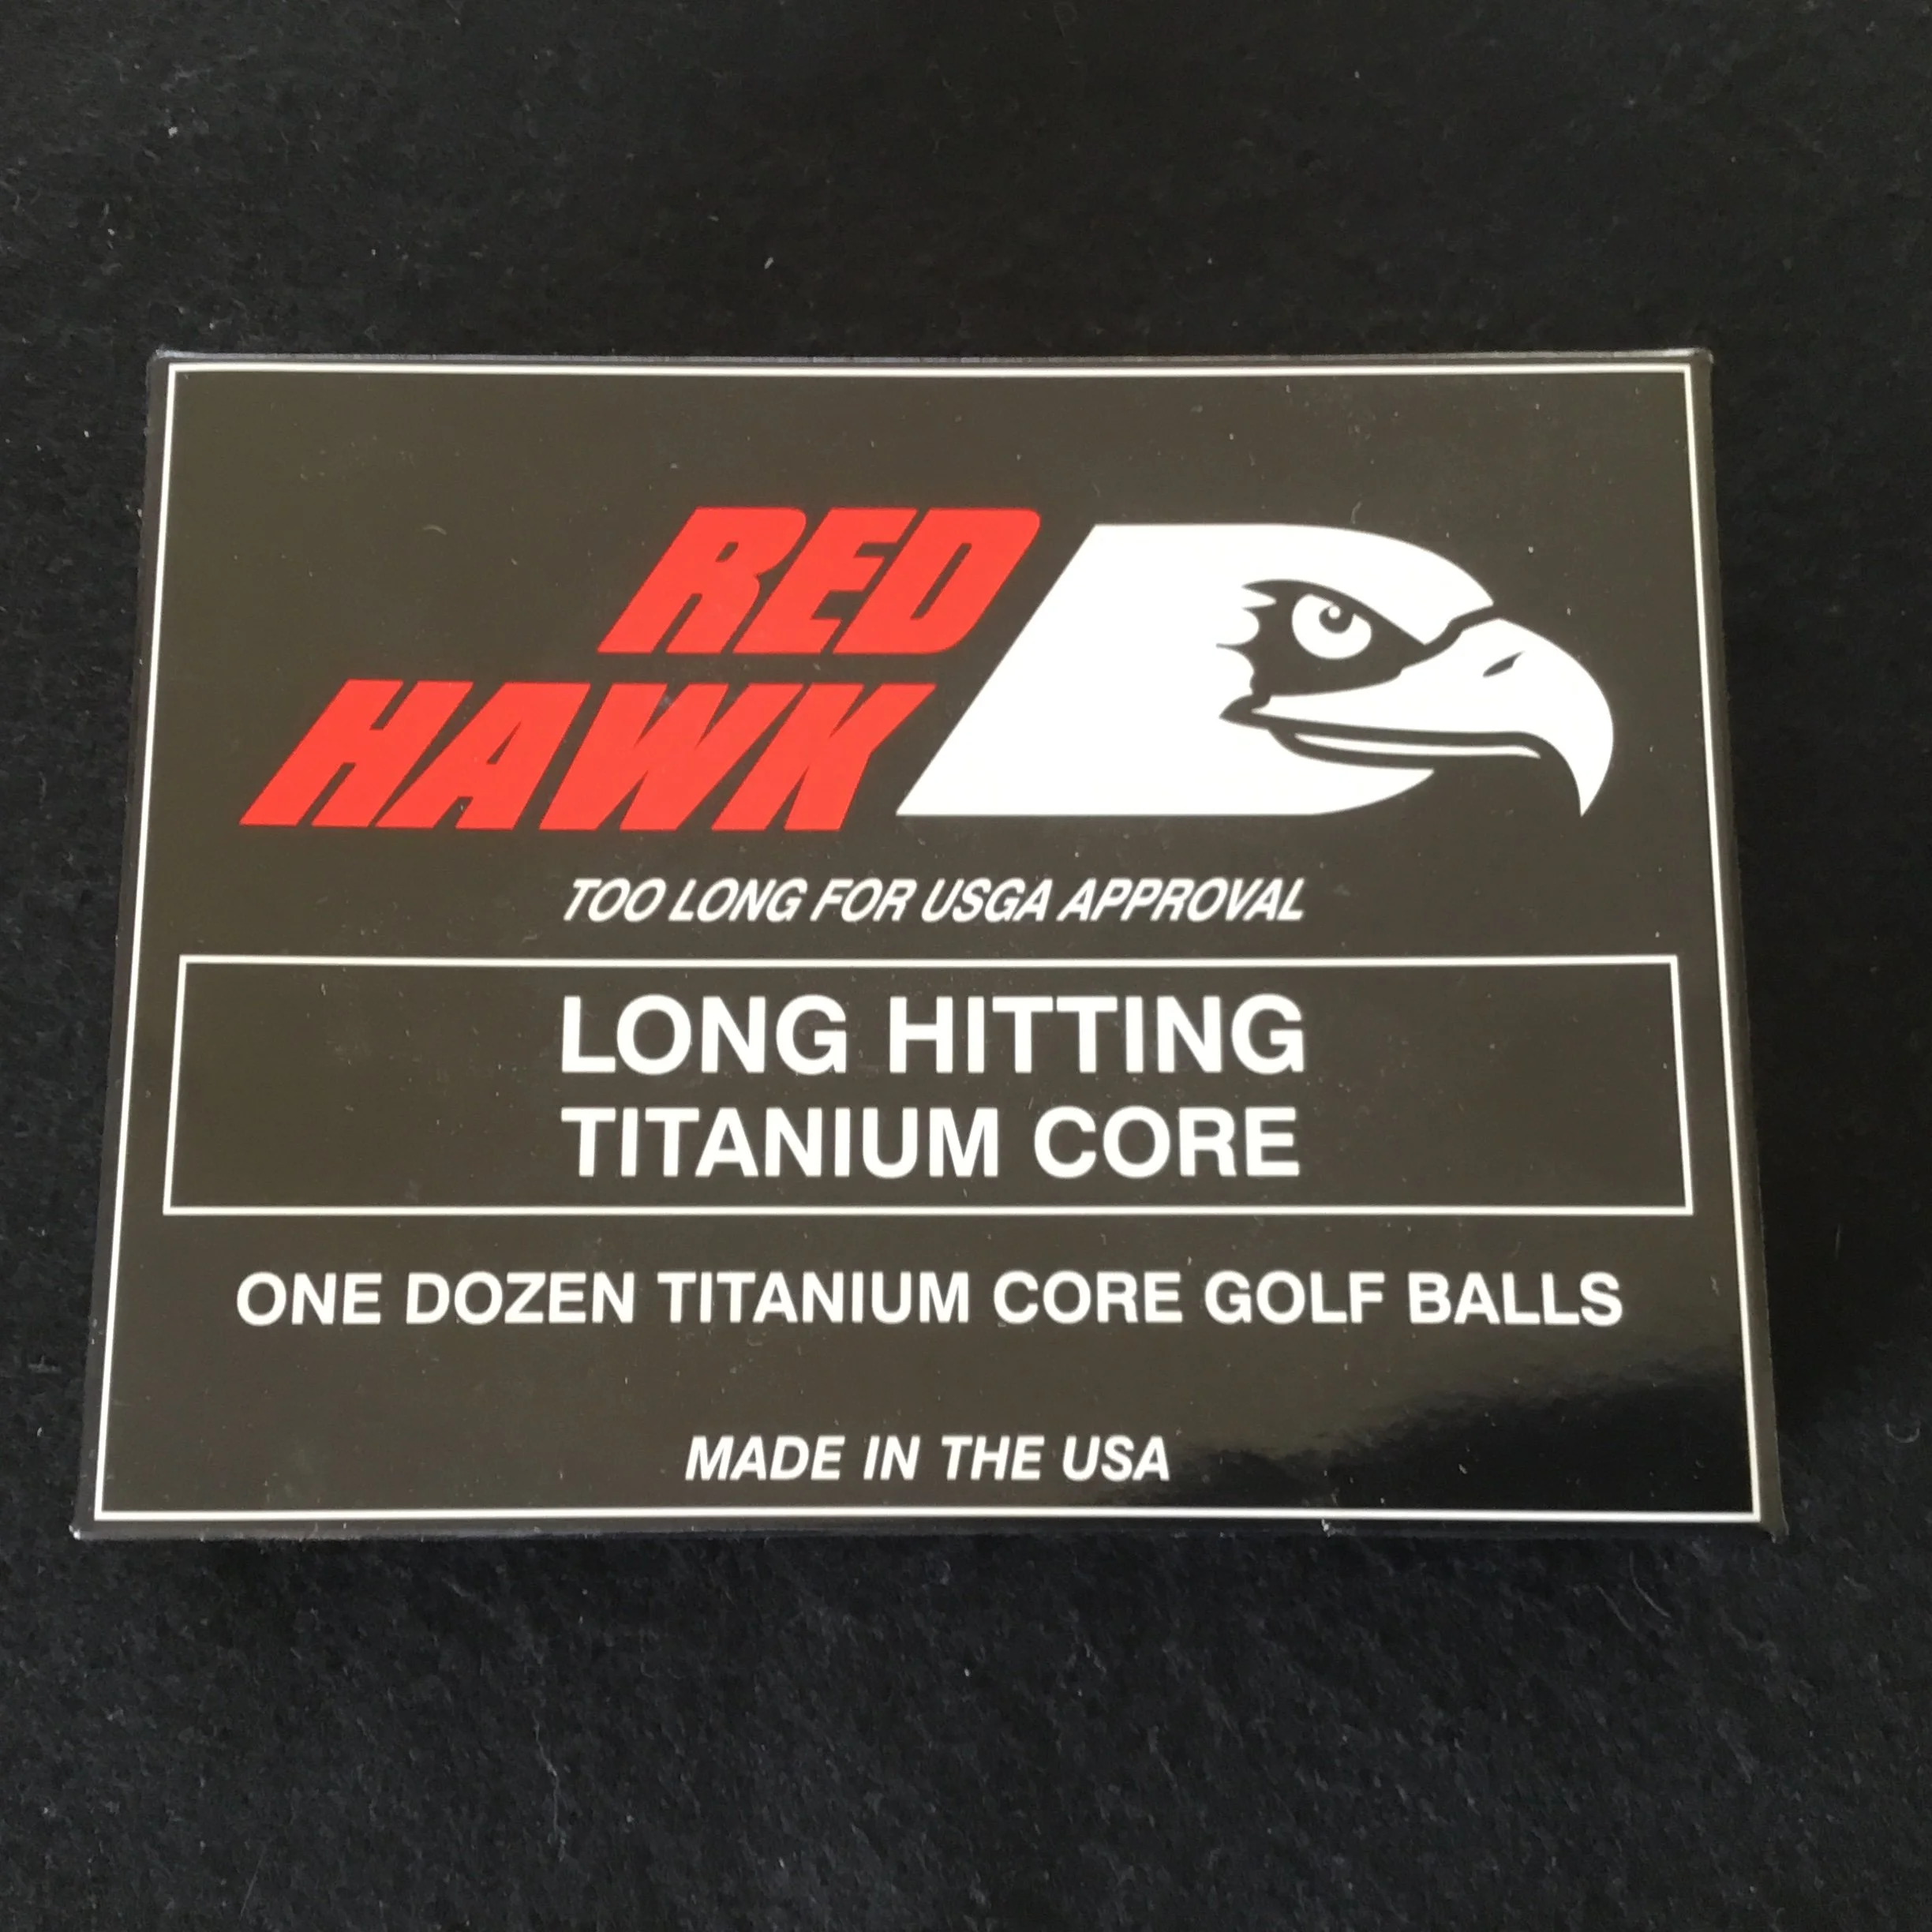 RED
HAWK
TOO LONG FOR USGA APPROVAL
LONG HITTING
TITANIUM CORE
ONE DOZEN TITANIUM CORE GOLF BALLS
MADE IN THE USA